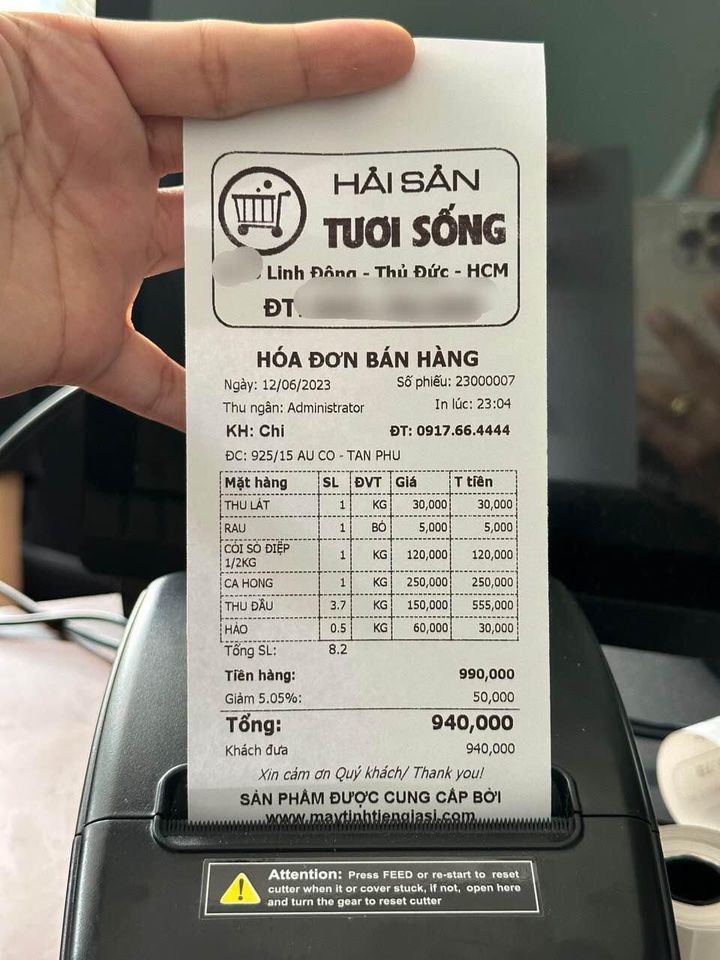 HẢI SẢN
TƯƠI SỐNG
Linh Đông - Thủ Đức - HCM
ĐT:
HÓA ĐƠN BÁN HÀNG
Ngày: 12/06/2023 Số phiếu: 23000007
Thu ngân: Administrator In lúc: 23:04
KH: Chi ĐT: 0917.66.4444
ĐC: 925/15 AU CO - TAN PHU
Mặt hàng SL ĐVT Giá T tiền
THU LÁT 1 KG 30,000 30,000
RAU 1 BÓ 5,000 5,000
CÒI SÒ ĐIỆP
1/2KG 1 KG 120,000 120,000
CA HONG 1 KG 250,000 250,000
THU ĐẦU 3.7 KG 150,000 555,000
HÀO 0.5 KG 60,000 30,000
Tổng SL: 8.2
Tiền hàng: 990,000
Giảm 5.05%: 50,000
Tổng: 940,000
Khách đưa 940,000
Xin cảm ơn Quý khách/ Thank you!
SẢN PHẨM ĐƯỢC CUNG CẤP BỞI
www.maytinhtiengiasi.com
Attention: Press FEED or re-start to reset
cutter when it or cover stuck, if not, open here
and turn the gear to reset cutter